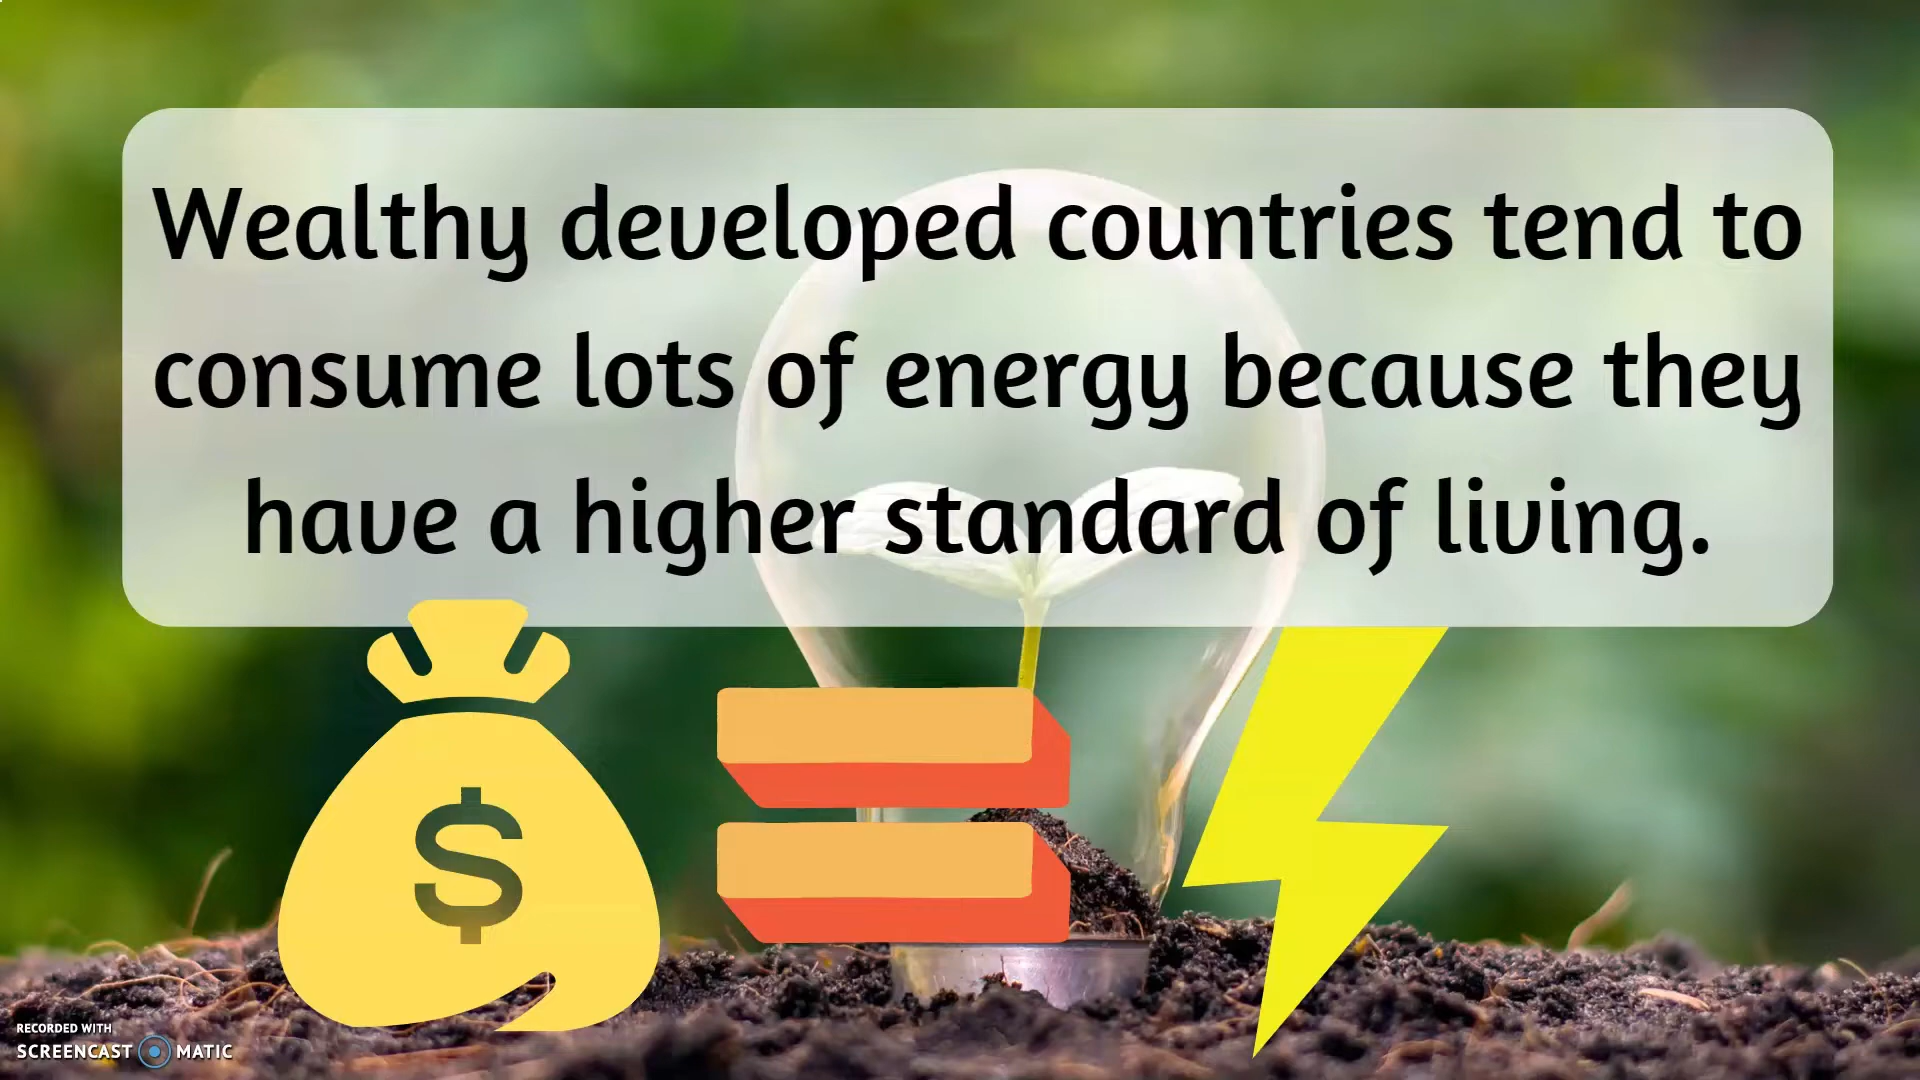 Wealthy developed countries tend to
consume lots of energy because they
have a higher standard of living.
$
RECORDED WITH
SCREENCAST MATIC